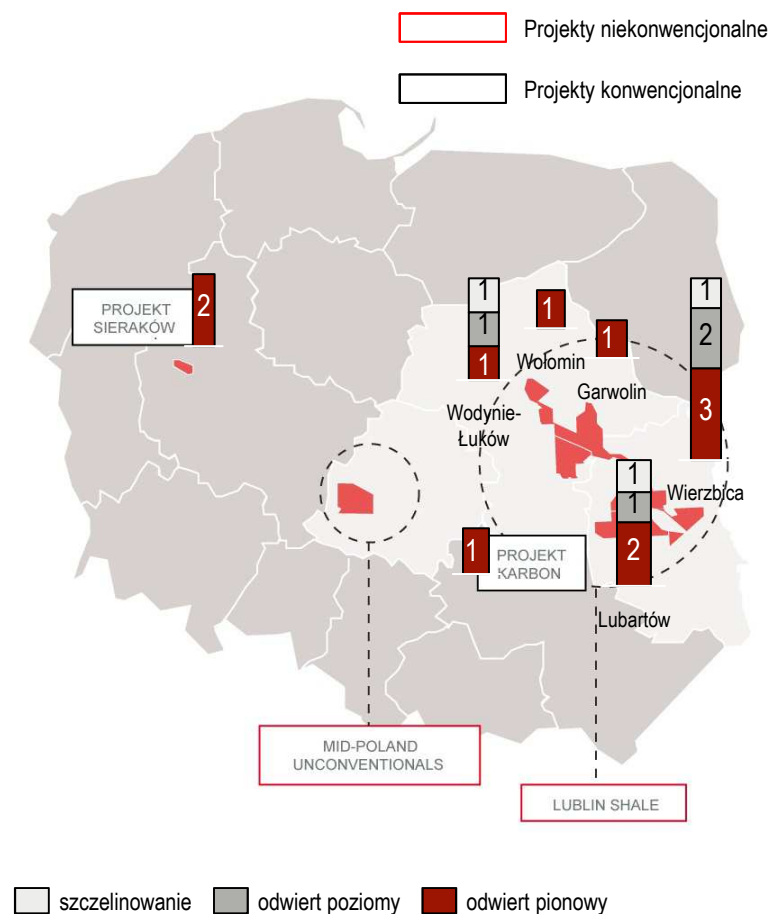 Projekty niekonwencjonalne
Projekty konwencjonalne
PROJEKT
SIERAKÓW
2
1
1
1
1
1
1
2
3
Wołomin
Garwolin
Wodynie-
Łuków
Wierzbica
1
1
2
1
PROJEKT
KARBON
Lubartów
MID-POLAND
UNCONVENTIONALS
LUBLIN SHALE
szczelinowanie
odwiert poziomy
odwiert pionowy